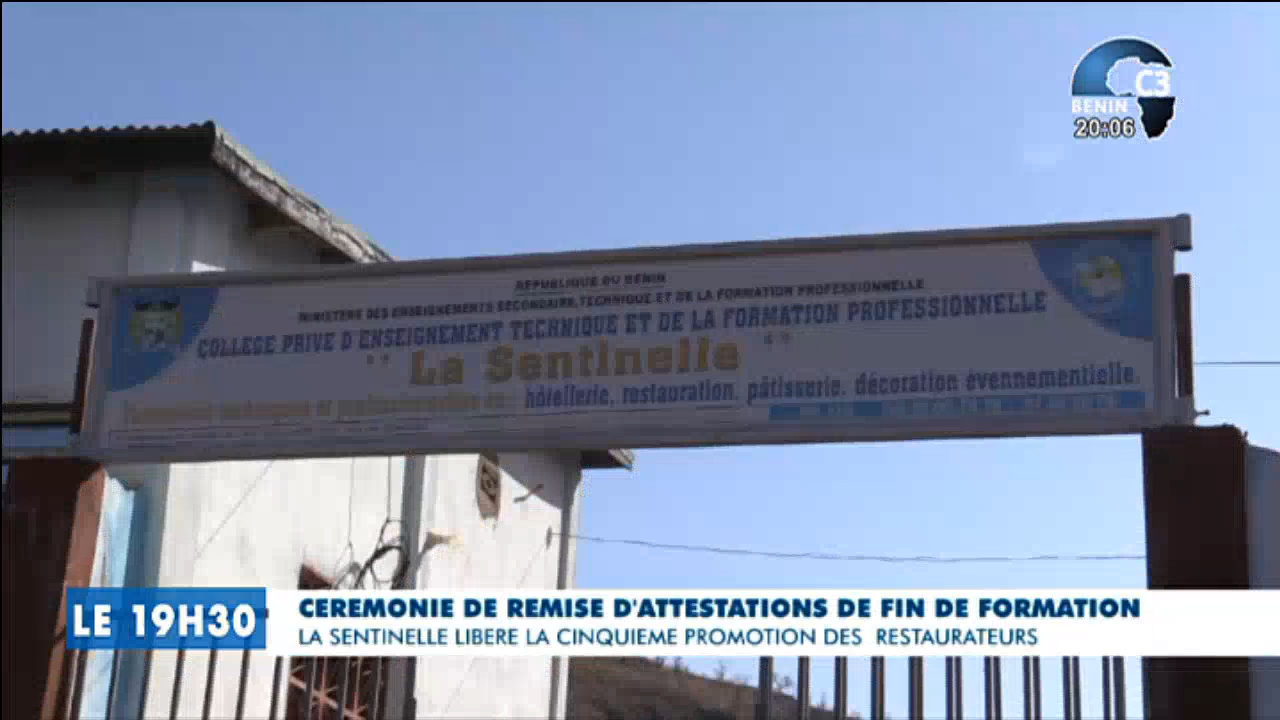 C3
BENIN
20:06
REPUBLIQUE DU BENIN
MINISTERE DES ENSEIGNEMENTS SECONDAIRE, TECHNIQUE ET DE LA FORMATION PROFESSIONNELLE
COLLEGE PRIVE D'ENSEIGNEMENT TECHNIQUE ET DE LA FORMATION PROFESSIONNELLE
" La Sentinelle "
hôtellerie, restauration, pâtisserie, décoration évennementielle.
LE 19H30
CEREMONIE DE REMISE D'ATTESTATIONS DE FIN DE FORMATION
LA SENTINELLE LIBERE LA CINQUIEME PROMOTION DES RESTAURATEURS